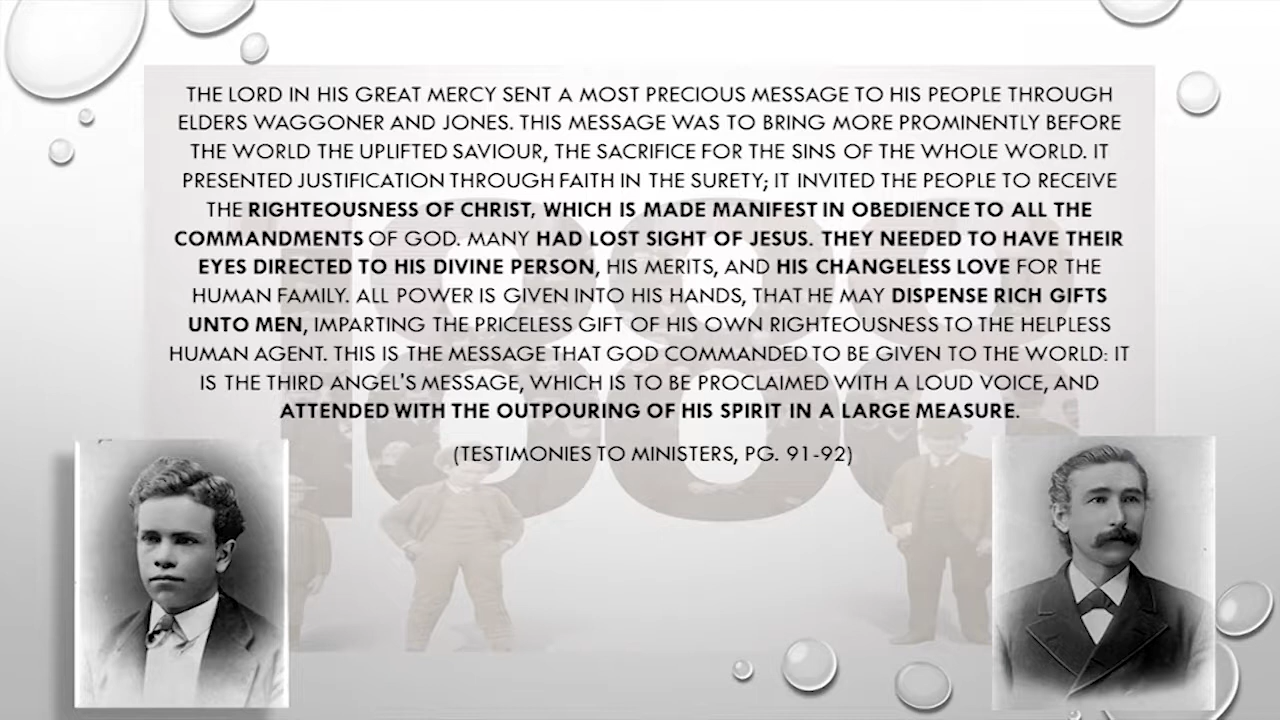 THE LORD IN HIS GREAT MERCY SENT A MOST PRECIOUS MESSAGE TO HIS PEOPLE THROUGH
ELDERS WAGGONER AND JONES. THIS MESSAGE WAS TO BRING MORE PROMINENTLY BEFORE
THE WORLD THE UPLIFTED SAVIOUR, THE SACRIFICE FOR THE SINS OF THE WHOLE WORLD. IT
PRESENTED JUSTIFICATION THROUGH FAITH IN THE SURETY; IT INVITED THE PEOPLE TO RECEIVE
THE RIGHTEOUSNESS OF CHRIST, WHICH IS MADE MANIFEST IN OBEDIENCE TO ALL THE
COMMANDMENTS OF GOD. MANY HAD LOST SIGHT OF JESUS. THEY NEEDED TO HAVE THEIR
EYES DIRECTED TO HIS DIVINE PERSON, HIS MERITS, AND HIS CHANGELESS LOVE FOR THE
HUMAN FAMILY. ALL POWER IS GIVEN INTO HIS HANDS, THAT HE MAY DISPENSE RICH GIFTS
UNTO MEN, IMPARTING THE PRICELESS GIFT OF HIS OWN RIGHTEOUSNESS TO THE HELPLESS
HUMAN AGENT. THIS IS THE MESSAGE THAT GOD COMMANDED TO BE GIVEN TO THE WORLD: IT
IS THE THIRD ANGEL'S MESSAGE, WHICH IS TO BE PROCLAIMED WITH A LOUD VOICE, AND
ATTENDED WITH THE OUTPOURING OF HIS SPIRIT IN A LARGE MEASURE.
(TESTIMONIES TO MINISTERS, PG. 91-92)
1888